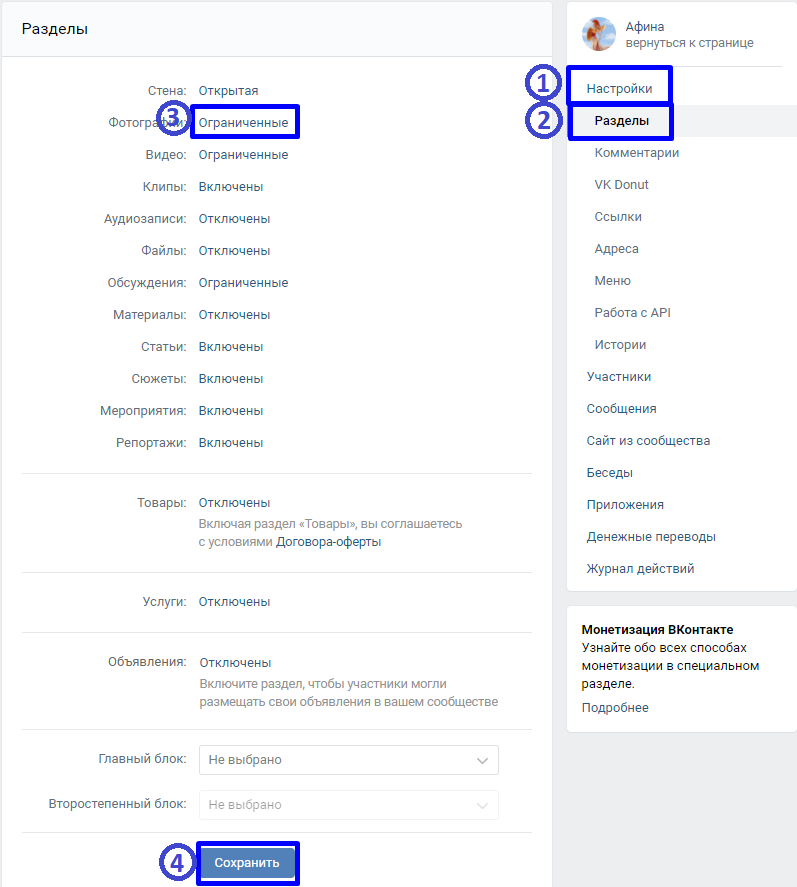 Разделы
Стена: Открытая
③
Фотографии: Ограниченные
Видео: Ограниченные
Клипы: Включены
Аудиозаписи: Отключены
Файлы: Отключены
Обсуждения: Ограниченные
Материалы: Отключены
Статьи: Включены
Сюжеты: Включены
Мероприятия: Включены
Репортажи: Включены
Товары: Отключены
Включая раздел «Товары», вы соглашаетесь
с условиями Договора-оферты
Услуги: Отключены
Объявления: Отключены
Включите раздел, чтобы участники могли
размещать свои объявления в вашем сообществе
Главный блок: Не выбрано
Второстепенный блок: Не выбрано
④ Сохранить
Афина
вернуться к странице
① Настройки
② Разделы
Комментарии
VK Donut
Ссылки
Адреса
Меню
Работа с API
Истории
Участники
Сообщения
Сайт из сообщества
Беседы
Приложения
Денежные переводы
Журнал действий
Монетизация ВКонтакте
Узнайте обо всех способах
монетизации в специальном
разделе.
Подробнее